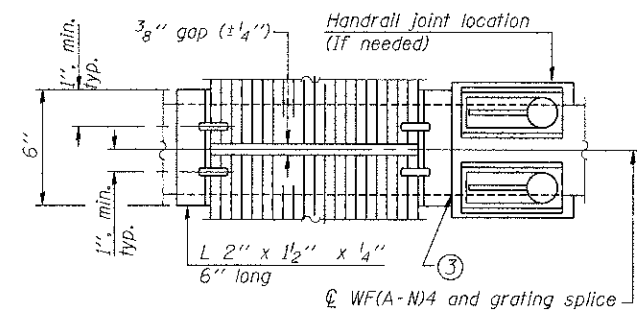 3/8" gap (±1/4")
Handrail joint location
(If needed)
1", min.
typ.
6"
1", min.
typ.
L 2" x 1 1/2" x 1/4"
6" long
3
℄ WF(A-N)4 and grating splice